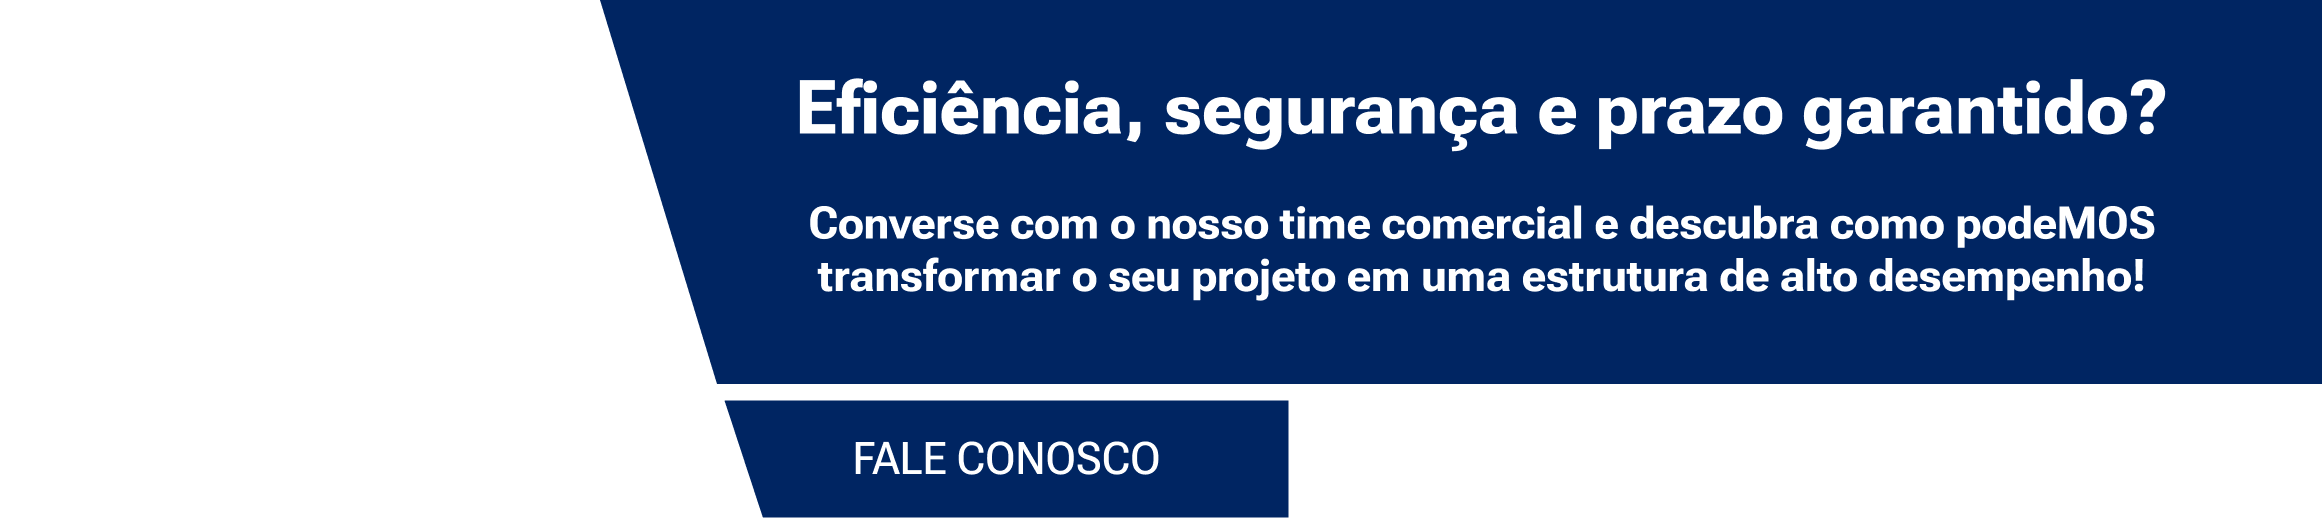 Eficiência, segurança e prazo garantido?
Converse com o nosso time comercial e descubra como podeMOS
transformar o seu projeto em uma estrutura de alto desempenho!
FALE CONOSCO